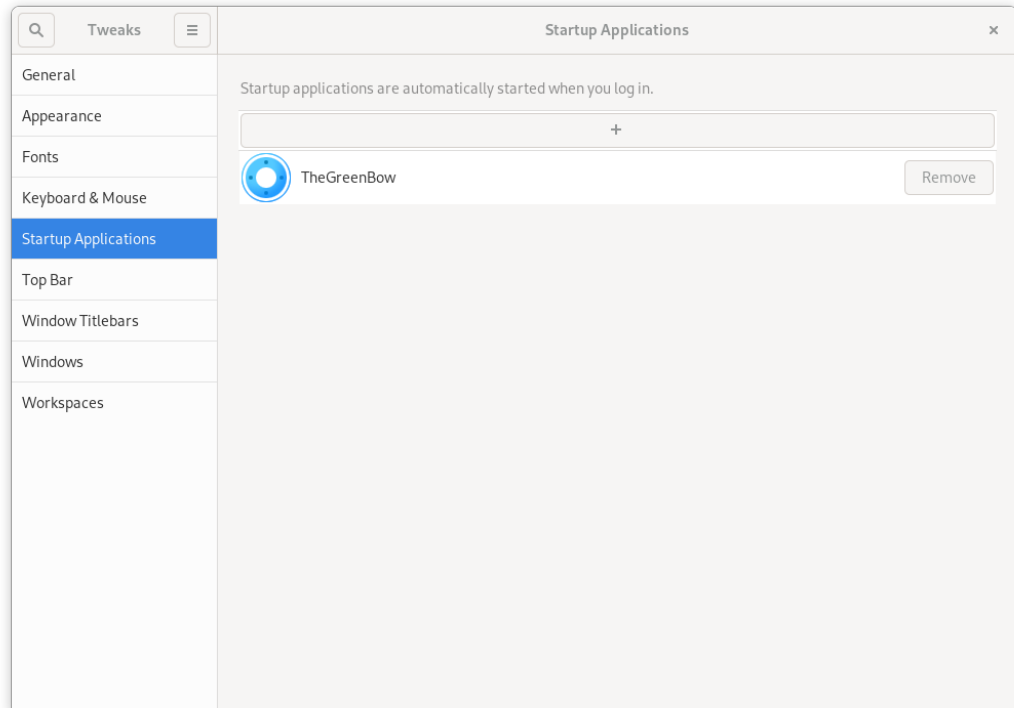 Tweaks
Startup Applications
General
Appearance
Fonts
Keyboard & Mouse
Startup Applications
Top Bar
Window Titlebars
Windows
Workspaces
Startup applications are automatically started when you log in.
+
TheGreenBow
Remove